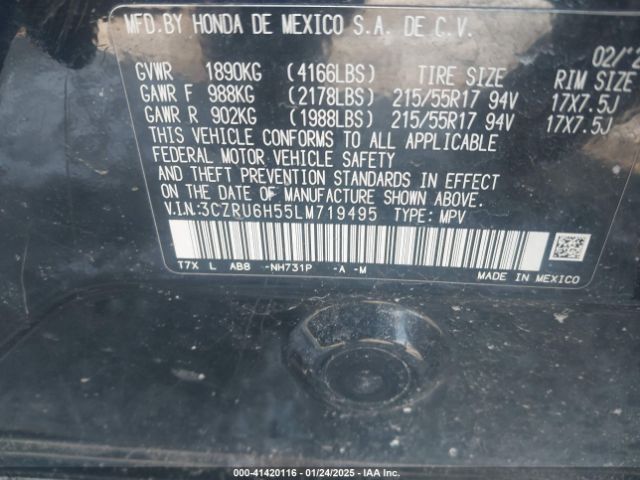 MFD.BY HONDA DE MEXICO S.A. DE C.V.
02/'2
GVWR 1890KG (4166LBS) TIRE SIZE RIM SIZE
GAWR F 988KG (2178LBS) 215/55R17 94V 17X7.5J
GAWR R 902KG (1988LBS) 215/55R17 94V 17X7.5J
THIS VEHICLE CONFORMS TO ALL APPLICABLE
FEDERAL MOTOR VEHICLE SAFETY
AND THEFT PREVENTION STANDARDS IN EFFECT
ON THE DATE OF MANUFACTURE SHOWN ABOVE.
V.I.N:3CZRU6H55LM719495 TYPE: MPV
T7X L AB8 -NH731P -A -M MADE IN MEXICO
© COPART 000-41420116 - 01/24/2025 - IAA Inc.